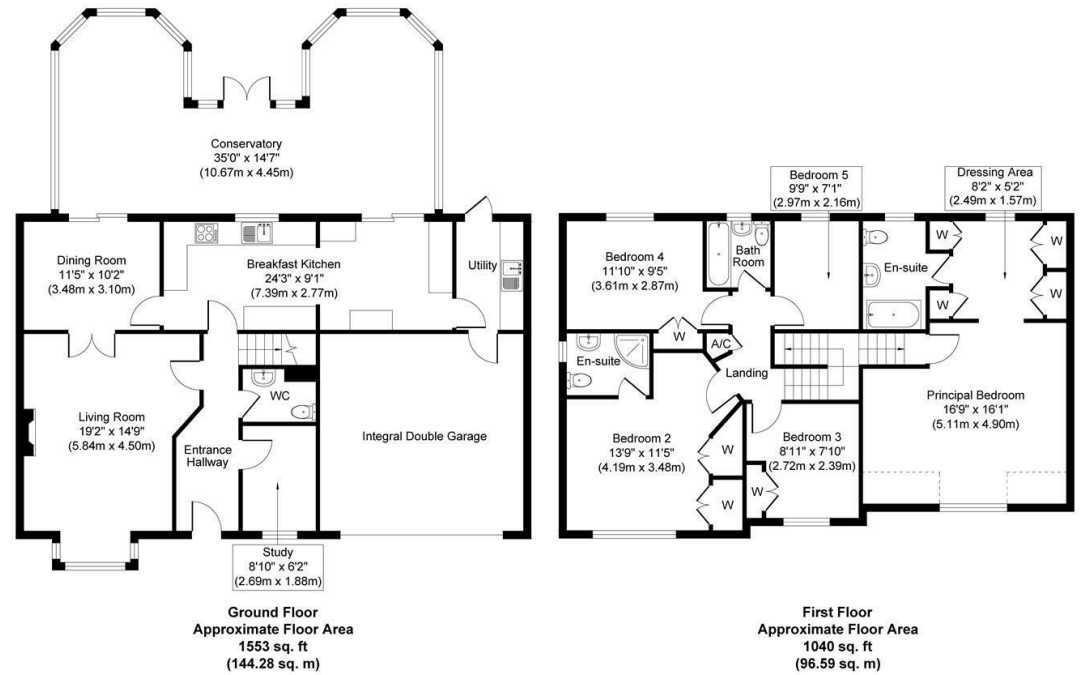 Conservatory
35'0" x 14'7"
(10.67m x 4.45m)
Dining Room
11'5" x 10'2"
(3.48m x 3.10m)
Breakfast Kitchen
24'3" x 9'1"
(7.39m x 2.77m)
Utility
WC
Living Room
19'2" x 14'9"
(5.84m x 4.50m)
Entrance
Hallway
Integral Double Garage
Study
8'10" x 6'2"
(2.69m x 1.88m)
Ground Floor
Approximate Floor Area
1553 sq. ft
(144.28 sq. m)
Bedroom 5
9'9" x 7'1"
(2.97m x 2.16m)
Dressing Area
8'2" x 5'2"
(2.49m x 1.57m)
Bedroom 4
11'10" x 9'5"
(3.61m x 2.87m)
Bath
Room
En-suite
W
W
W
W
W
A/C
En-suite
Landing
Principal Bedroom
16'9" x 16'1"
(5.11m x 4.90m)
Bedroom 2
13'9" x 11'5"
(4.19m x 3.48m)
W
W
Bedroom 3
8'11" x 7'10"
(2.72m x 2.39m)
W
First Floor
Approximate Floor Area
1040 sq. ft
(96.59 sq. m)